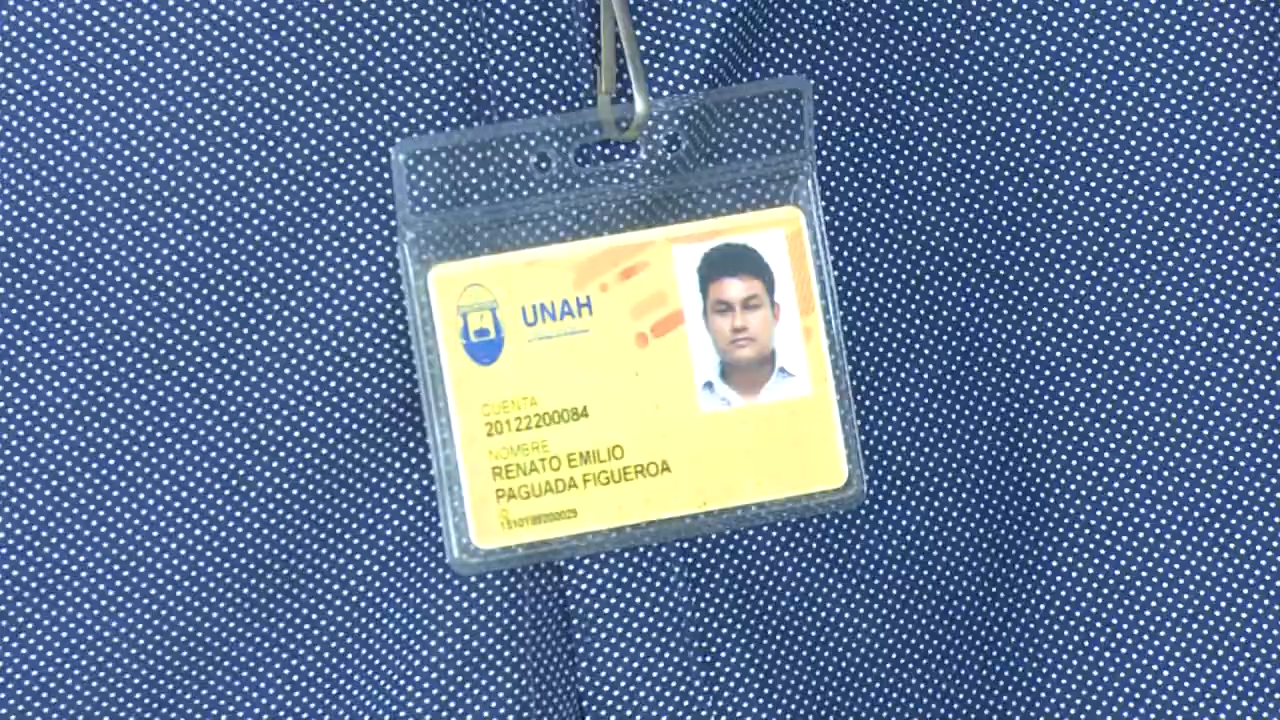 UNAH
CUENTA
20122200084
NOMBRE
RENATO EMILIO
PAGUADA FIGUEROA